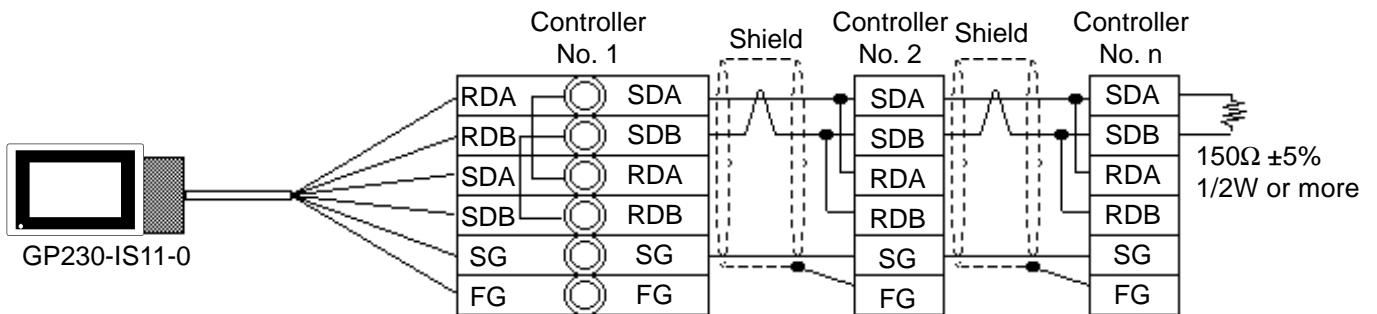 Controller
No. 1
Shield
Controller
No. 2
Shield
Controller
No. n
RDA
SDA
SDA
SDA
RDB
SDB
SDB
SDB
SDA
RDA
RDA
RDA
SDB
RDB
RDB
RDB
SG
SG
SG
SG
FG
FG
FG
FG
150Ω ±5%
1/2W or more
GP230-IS11-0